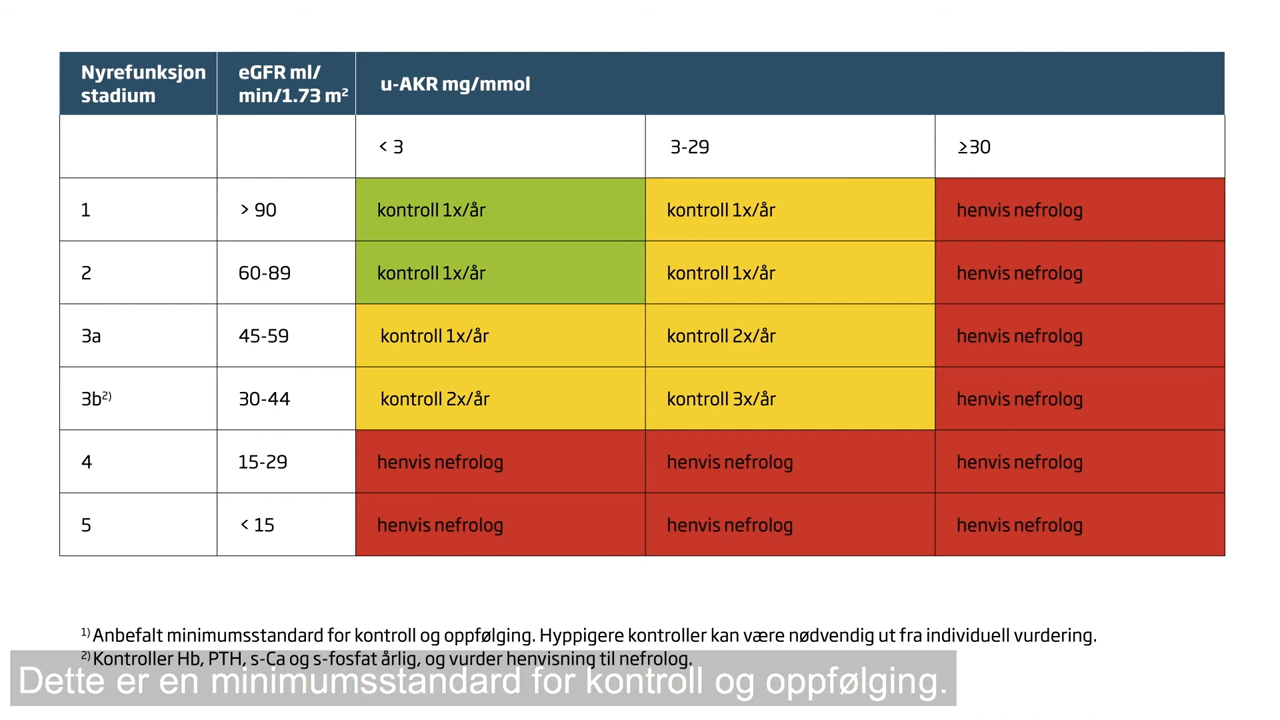 Nyrefunksjon stadium eGFR ml/min/1.73 m² u-AKR mg/mmol
< 3 3-29 ≥30
1 > 90 kontroll 1x/år kontroll 1x/år henvis nefrolog
2 60-89 kontroll 1x/år kontroll 1x/år henvis nefrolog
3a 45-59 kontroll 1x/år kontroll 2x/år henvis nefrolog
3b²⁾ 30-44 kontroll 2x/år kontroll 3x/år henvis nefrolog
4 15-29 henvis nefrolog henvis nefrolog henvis nefrolog
5 < 15 henvis nefrolog henvis nefrolog henvis nefrolog
¹⁾ Anbefalt minimumsstandard for kontroll og oppfølging. Hyppigere kontroller kan være nødvendig ut fra individuell vurdering.
²⁾ Kontroller Hb, PTH, s-Ca og s-fosfat årlig, og vurder henvisning til nefrolog.
Dette er en minimumsstandard for kontroll og oppfølging.